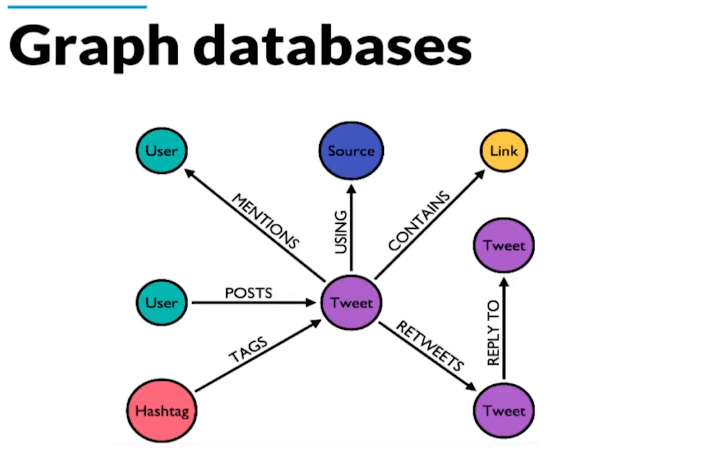 Graph databases
User
Source
Link
MENTIONS
USING
CONTAINS
Tweet
User
POSTS
Tweet
TAGS
RETWEETS
REPLY TO
Hashtag
Tweet